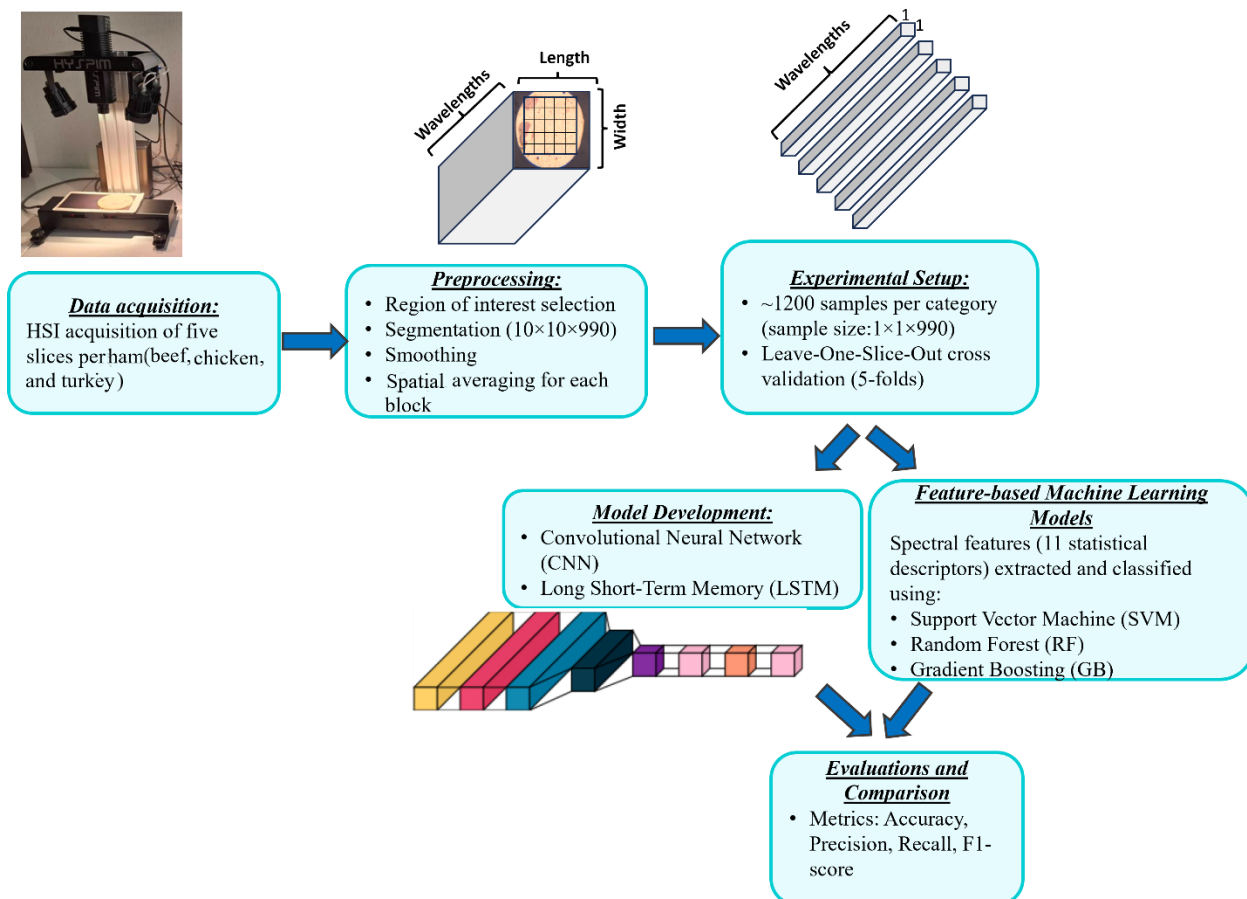 HYSPIM
Length
Wavelengths
Width
1
1
Wavelengths
Data acquisition:
HSI acquisition of five
slices per ham(beef, chicken,
and turkey)
Preprocessing:
• Region of interest selection
• Segmentation (10×10×990)
• Smoothing
• Spatial averaging for each
block
Experimental Setup:
• ~1200 samples per category
(sample size:1×1×990)
• Leave-One-Slice-Out cross
validation (5-folds)
Model Development:
• Convolutional Neural Network
(CNN)
• Long Short-Term Memory (LSTM)
Feature-based Machine Learning
Models
Spectral features (11 statistical
descriptors) extracted and classified
using:
• Support Vector Machine (SVM)
• Random Forest (RF)
• Gradient Boosting (GB)
Evaluations and
Comparison
• Metrics: Accuracy,
Precision, Recall, F1-
score